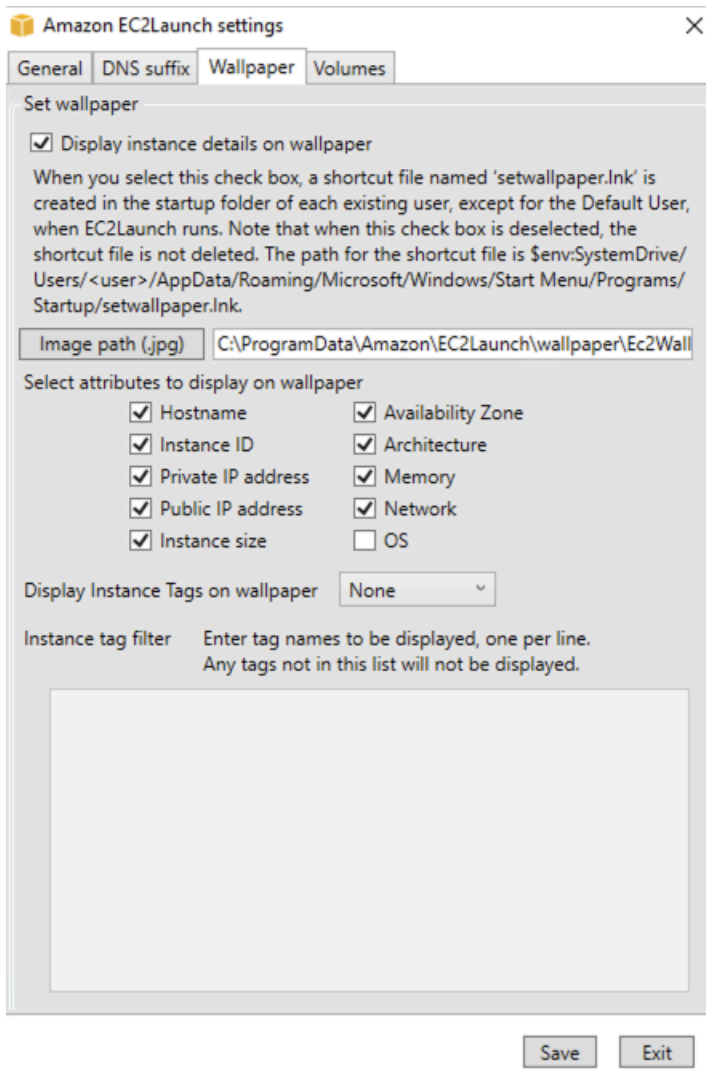 Amazon EC2Launch settings
General DNS suffix Wallpaper Volumes
Set wallpaper
Display instance details on wallpaper
When you select this check box, a shortcut file named 'setwallpaper.lnk' is
created in the startup folder of each existing user, except for the Default User,
when EC2Launch runs. Note that when this check box is deselected, the
shortcut file is not deleted. The path for the shortcut file is $env:SystemDrive/
Users/<user>/AppData/Roaming/Microsoft/Windows/Start Menu/Programs/
Startup/setwallpaper.lnk.
Image path (.jpg) C:\ProgramData\Amazon\EC2Launch\wallpaper\Ec2Wall
Select attributes to display on wallpaper
Hostname Availability Zone
Instance ID Architecture
Private IP address Memory
Public IP address Network
Instance size OS
Display Instance Tags on wallpaper None
Instance tag filter Enter tag names to be displayed, one per line.
Any tags not in this list will not be displayed.
Save Exit